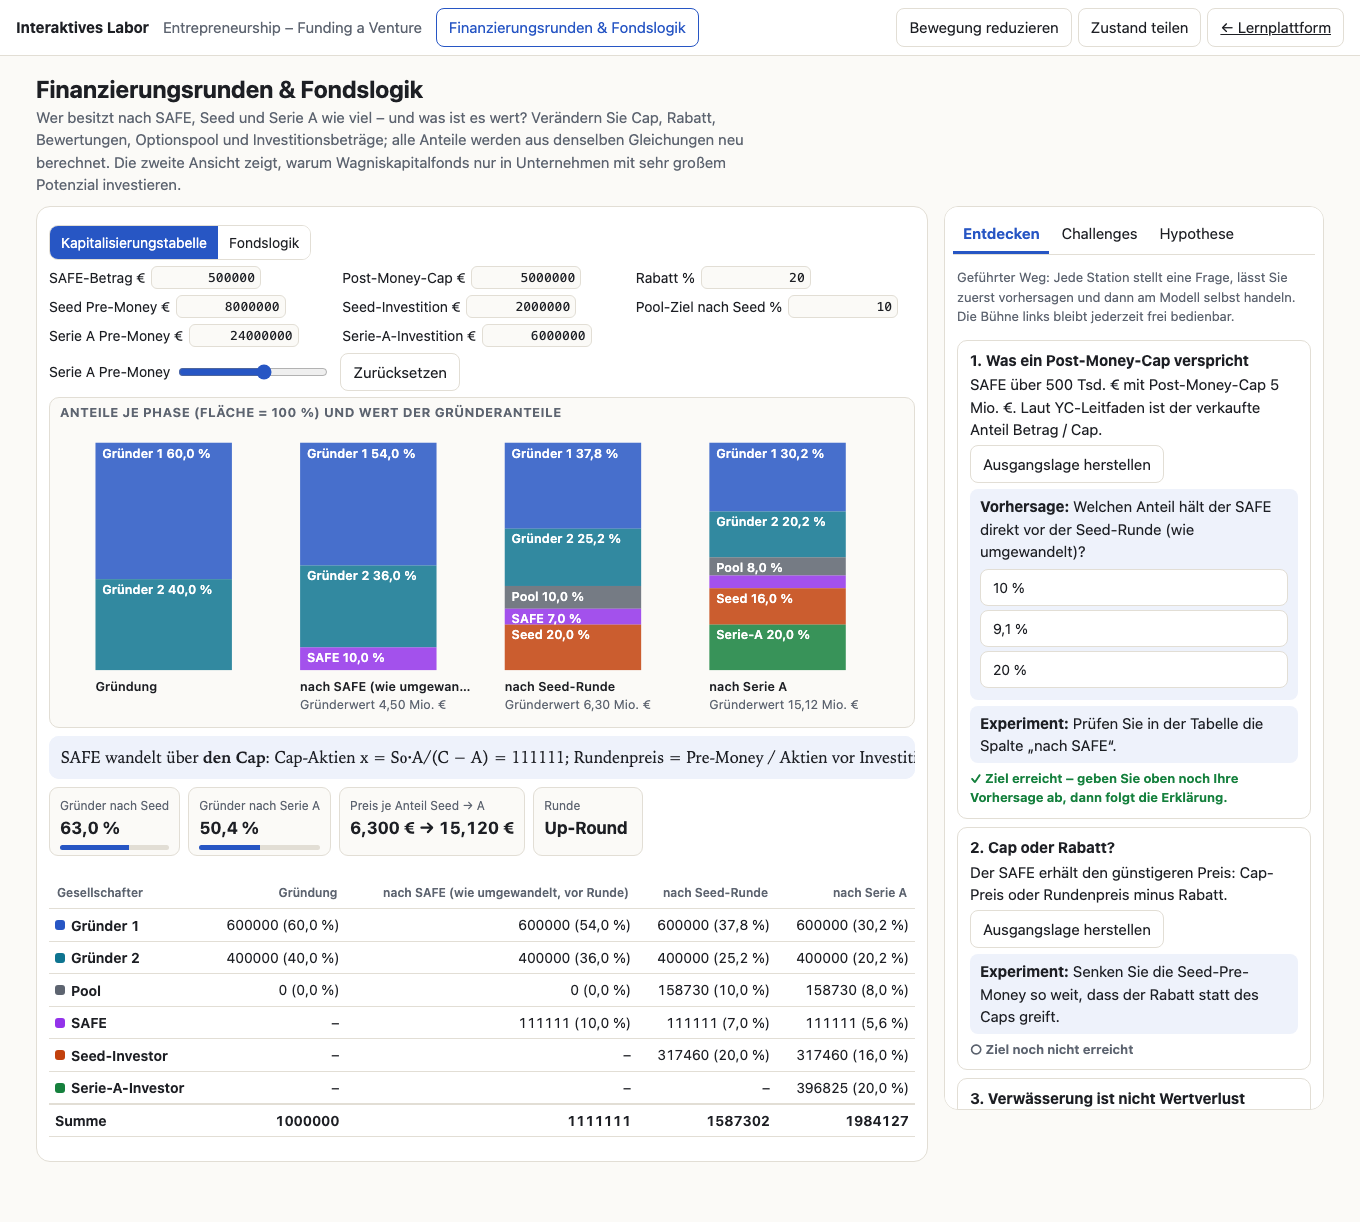 Interaktives Labor
Entrepreneurship – Funding a Venture
Finanzierungsrunden & Fondslogik
Bewegung reduzieren
Zustand teilen
← Lernplattform
Finanzierungsrunden & Fondslogik
Wer besitzt nach SAFE, Seed und Serie A wie viel – und was ist es wert? Verändern Sie Cap, Rabatt,
Bewertungen, Optionspool und Investitionsbeträge; alle Anteile werden aus denselben Gleichungen neu
berechnet. Die zweite Ansicht zeigt, warum Wagniskapitalfonds nur in Unternehmen mit sehr großem
Potenzial investieren.
Kapitalisierungstabelle
Fondslogik
SAFE-Betrag € 500000
Post-Money-Cap € 5000000
Rabatt % 20
Seed Pre-Money € 8000000
Seed-Investition € 2000000
Pool-Ziel nach Seed % 10
Serie A Pre-Money € 24000000
Serie-A-Investition € 6000000
Serie A Pre-Money
Zurücksetzen
ANTEILE JE PHASE (FLÄCHE = 100 %) UND WERT DER GRÜNDERANTEILE
Gründer 1 60,0 %
Gründer 2 40,0 %
Gründung
Gründer 1 54,0 %
Gründer 2 36,0 %
SAFE 10,0 %
nach SAFE (wie umgewan...
Gründerwert 4,50 Mio. €
Gründer 1 37,8 %
Gründer 2 25,2 %
Pool 10,0 %
SAFE 7,0 %
Seed 20,0 %
nach Seed-Runde
Gründerwert 6,30 Mio. €
Gründer 1 30,2 %
Gründer 2 20,2 %
Pool 8,0 %
Seed 16,0 %
Serie-A 20,0 %
nach Serie A
Gründerwert 15,12 Mio. €
SAFE wandelt über den Cap: Cap-Aktien x = S₀·A/(C − A) = 111111; Rundenpreis = Pre-Money / Aktien vor Investiti
Gründer nach Seed
63,0 %
Gründer nach Serie A
50,4 %
Preis je Anteil Seed → A
6,300 € → 15,120 €
Runde
Up-Round
Gesellschafter Gründung nach SAFE (wie umgewandelt, vor Runde) nach Seed-Runde nach Serie A
Gründer 1 600000 (60,0 %) 600000 (54,0 %) 600000 (37,8 %) 600000 (30,2 %)
Gründer 2 400000 (40,0 %) 400000 (36,0 %) 400000 (25,2 %) 400000 (20,2 %)
Pool 0 (0,0 %) 0 (0,0 %) 158730 (10,0 %) 158730 (8,0 %)
SAFE – 111111 (10,0 %) 111111 (7,0 %) 111111 (5,6 %)
Seed-Investor – – 317460 (20,0 %) 317460 (16,0 %)
Serie-A-Investor – – – 396825 (20,0 %)
Summe 1000000 1111111 1587302 1984127
Entdecken
Challenges
Hypothese
Geführter Weg: Jede Station stellt eine Frage, lässt Sie
zuerst vorhersagen und dann am Modell selbst handeln.
Die Bühne links bleibt jederzeit frei bedienbar.
1. Was ein Post-Money-Cap verspricht
SAFE über 500 Tsd. € mit Post-Money-Cap 5
Mio. €. Laut YC-Leitfaden ist der verkaufte
Anteil Betrag / Cap.
Ausgangslage herstellen
Vorhersage: Welchen Anteil hält der SAFE
direkt vor der Seed-Runde (wie
umgewandelt)?
10 %
9,1 %
20 %
Experiment: Prüfen Sie in der Tabelle die
Spalte „nach SAFE“.
✓ Ziel erreicht – geben Sie oben noch Ihre
Vorhersage ab, dann folgt die Erklärung.
2. Cap oder Rabatt?
Der SAFE erhält den günstigeren Preis: Cap-
Preis oder Rundenpreis minus Rabatt.
Ausgangslage herstellen
Experiment: Senken Sie die Seed-Pre-
Money so weit, dass der Rabatt statt des
Caps greift.
○ Ziel noch nicht erreicht
3. Verwässerung ist nicht Wertverlust